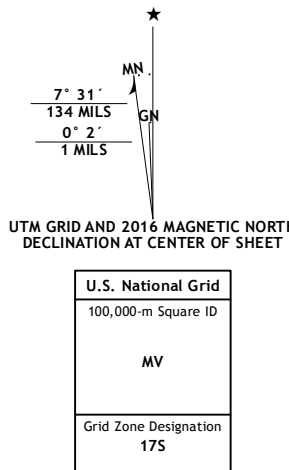 ★
MN
GN
7° 31´
134 MILS
0° 2´
1 MILS
UTM GRID AND 2016 MAGNETIC NORTH
DECLINATION AT CENTER OF SHEET
U.S. National Grid
100,000-m Square ID
MV
Grid Zone Designation
17S